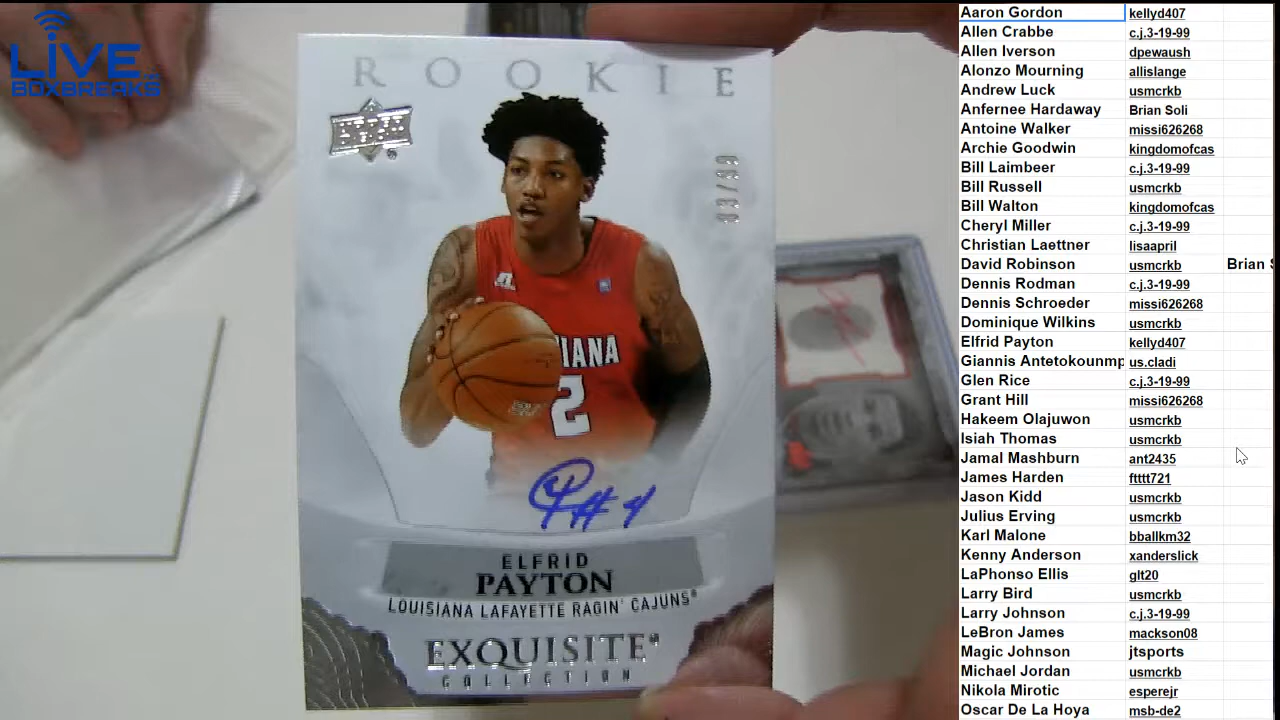 LIVE
BOXBREAKS
ROOKIE
IANA
2
ELFRID
PAYTON
LOUISIANA LAFAYETTE RAGIN' CAJUNS®
EXQUISITE®
COLLECTION
Aaron Gordon kellyd407
Allen Crabbe c.j.3-19-99
Allen Iverson dpewaush
Alonzo Mourning allislange
Andrew Luck usmcrkb
Anfernee Hardaway Brian Soli
Antoine Walker missi626268
Archie Goodwin kingdomofcas
Bill Laimbeer c.j.3-19-99
Bill Russell usmcrkb
Bill Walton kingdomofcas
Cheryl Miller c.j.3-19-99
Christian Laettner lisaapril
David Robinson usmcrkb Brian S
Dennis Rodman c.j.3-19-99
Dennis Schroeder missi626268
Dominique Wilkins usmcrkb
Elfrid Payton kellyd407
Giannis Antetokounmp us.cladi
Glen Rice c.j.3-19-99
Grant Hill missi626268
Hakeem Olajuwon usmcrkb
Isiah Thomas usmcrkb
Jamal Mashburn ant2435
James Harden ftttt721
Jason Kidd usmcrkb
Julius Erving usmcrkb
Karl Malone bballkm32
Kenny Anderson xanderslick
LaPhonso Ellis glt20
Larry Bird usmcrkb
Larry Johnson c.j.3-19-99
LeBron James mackson08
Magic Johnson jtsports
Michael Jordan usmcrkb
Nikola Mirotic esperejr
Oscar De La Hoya msb-de2